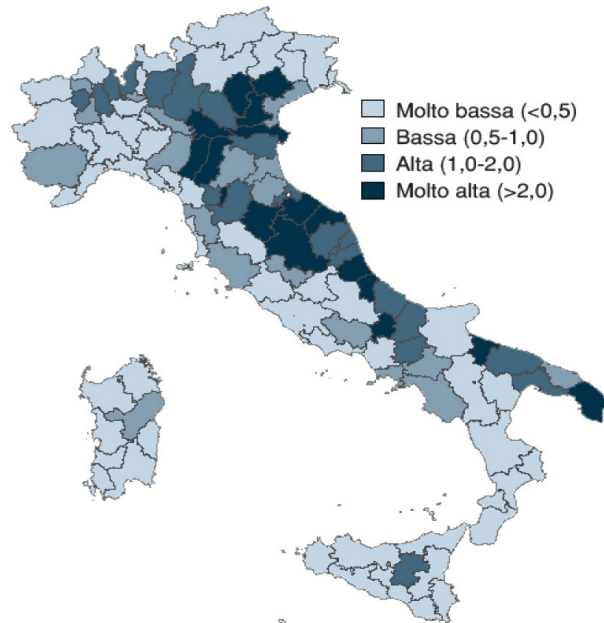 Molto bassa (<0,5)
Bassa (0,5-1,0)
Alta (1,0-2,0)
Molto alta (>2,0)